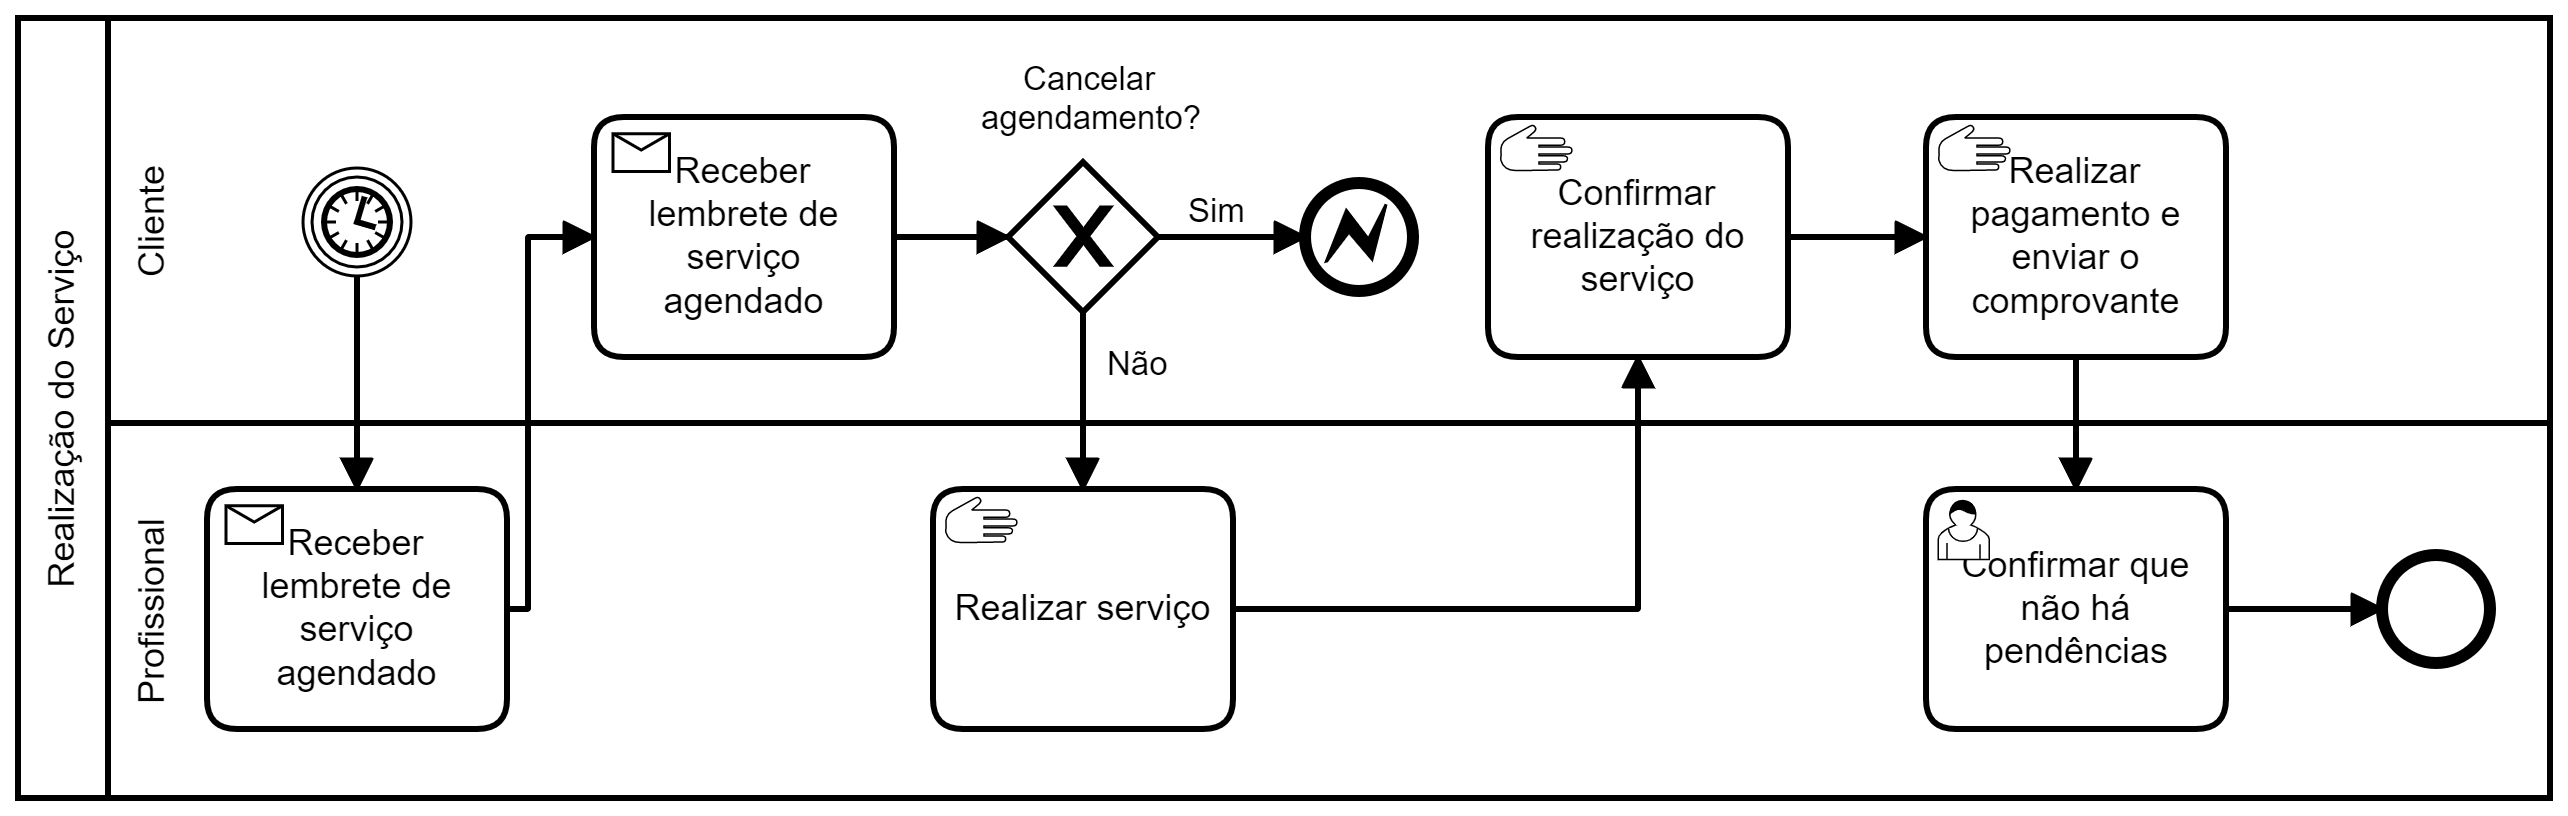 Realização do Serviço
Cliente
Profissional
Receber
lembrete de
serviço
agendado
Receber
lembrete de
serviço
agendado
Cancelar
agendamento?
Sim
Não
Realizar serviço
Confirmar
realização do
serviço
Realizar
pagamento e
enviar o
comprovante
Confirmar que
não há
pendências